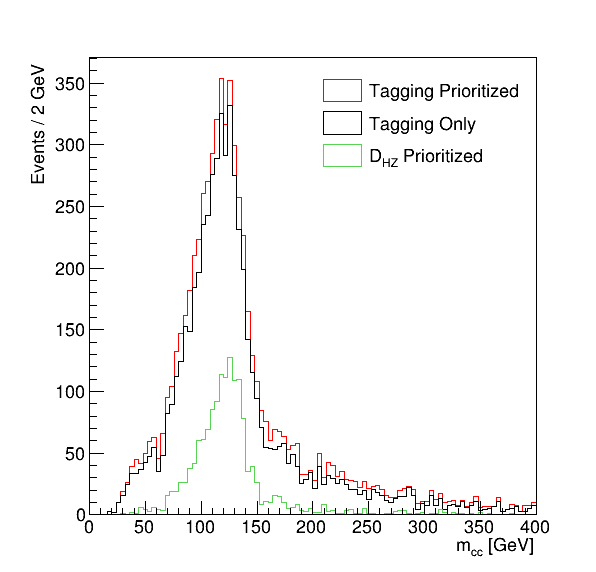 Events / 2 GeV
350
300
250
200
150
100
50
0
Tagging Prioritized
Tagging Only
D_HZ Prioritized
0 50 100 150 200 250 300 350 400
m_cc [GeV]